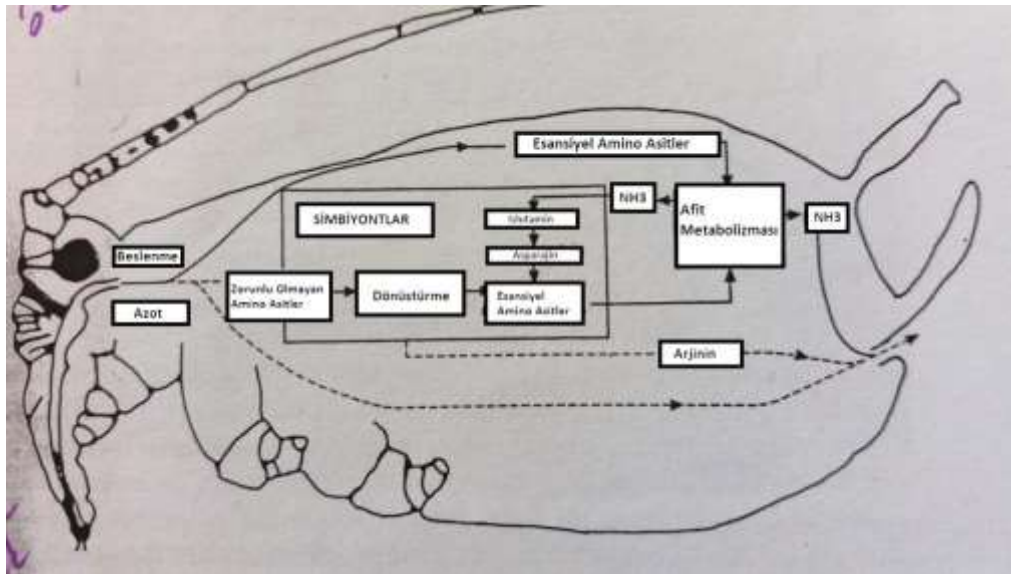 Esansiyel Amino Asitler
SİMBİYONTLAR
NH3
Afit
Metabolizması
NH3
Glutamin
Asparajin
Beslenme
Zorunlu Olmayan
Amino Asitler
Dönüştürme
Esansiyel
Amino Asitler
Azot
Arjinin